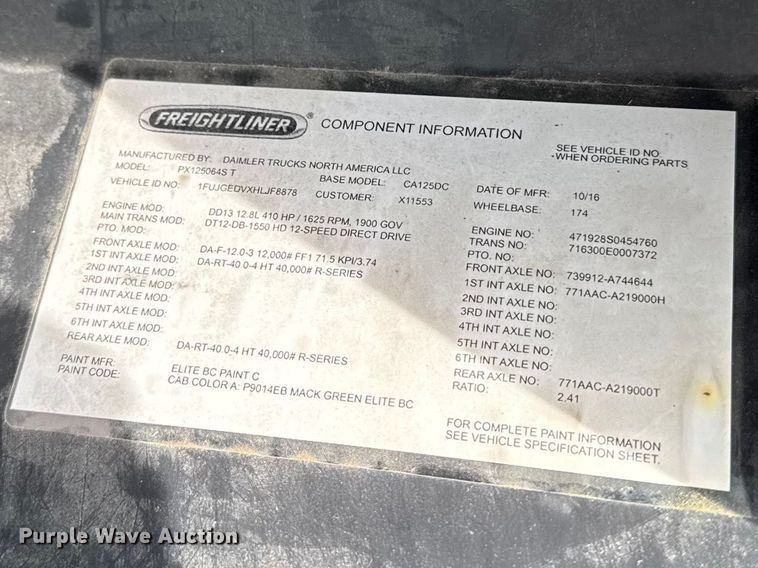 FREIGHTLINER ® COMPONENT INFORMATION
SEE VEHICLE ID NO
WHEN ORDERING PARTS
MANUFACTURED BY: DAIMLER TRUCKS NORTH AMERICA LLC
MODEL: PX125064S T BASE MODEL: CA125DC DATE OF MFR: 10/16
VEHICLE ID NO: 1FUJGEDVXHLJF8878 CUSTOMER: X11553 WHEELBASE: 174
ENGINE MOD: DD13 12.8L 410 HP / 1625 RPM, 1900 GOV ENGINE NO: 471928S0454760
MAIN TRANS MOD: DT12-DB-1550 HD 12-SPEED DIRECT DRIVE TRANS NO: 716300E0007372
PTO. MOD: PTO. NO:
FRONT AXLE MOD: DA-F-12.0-3 12,000# FF1 71.5 KPI/3.74 FRONT AXLE NO: 739912-A744644
1ST INT AXLE MOD: DA-RT-40.0-4 HT 40,000# R-SERIES 1ST INT AXLE NO: 771AAC-A219000H
2ND INT AXLE MOD: 2ND INT AXLE NO:
3RD INT AXLE MOD: 3RD INT AXLE NO:
4TH INT AXLE MOD: 4TH INT AXLE NO:
5TH INT AXLE MOD: 5TH INT AXLE NO:
6TH INT AXLE MOD: 6TH INT AXLE NO:
REAR AXLE MOD: DA-RT-40.0-4 HT 40,000# R-SERIES REAR AXLE NO: 771AAC-A219000T
RATIO: 2.41
PAINT MFR: ELITE BC PAINT C
PAINT CODE: CAB COLOR A: P9014EB MACK GREEN ELITE BC
FOR COMPLETE PAINT INFORMATION
SEE VEHICLE SPECIFICATION SHEET.
Purple Wave Auction